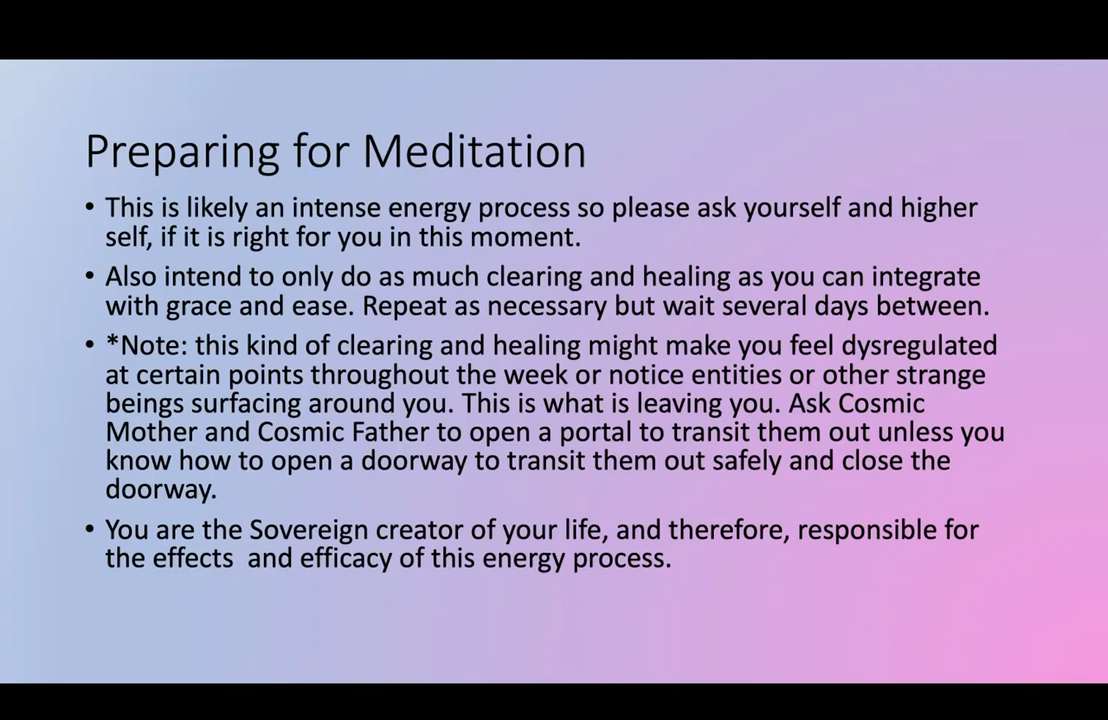 Preparing for Meditation
• This is likely an intense energy process so please ask yourself and higher
self, if it is right for you in this moment.
• Also intend to only do as much clearing and healing as you can integrate
with grace and ease. Repeat as necessary but wait several days between.
• *Note: this kind of clearing and healing might make you feel dysregulated
at certain points throughout the week or notice entities or other strange
beings surfacing around you. This is what is leaving you. Ask Cosmic
Mother and Cosmic Father to open a portal to transit them out unless you
know how to open a doorway to transit them out safely and close the
doorway.
• You are the Sovereign creator of your life, and therefore, responsible for
the effects  and efficacy of this energy process.